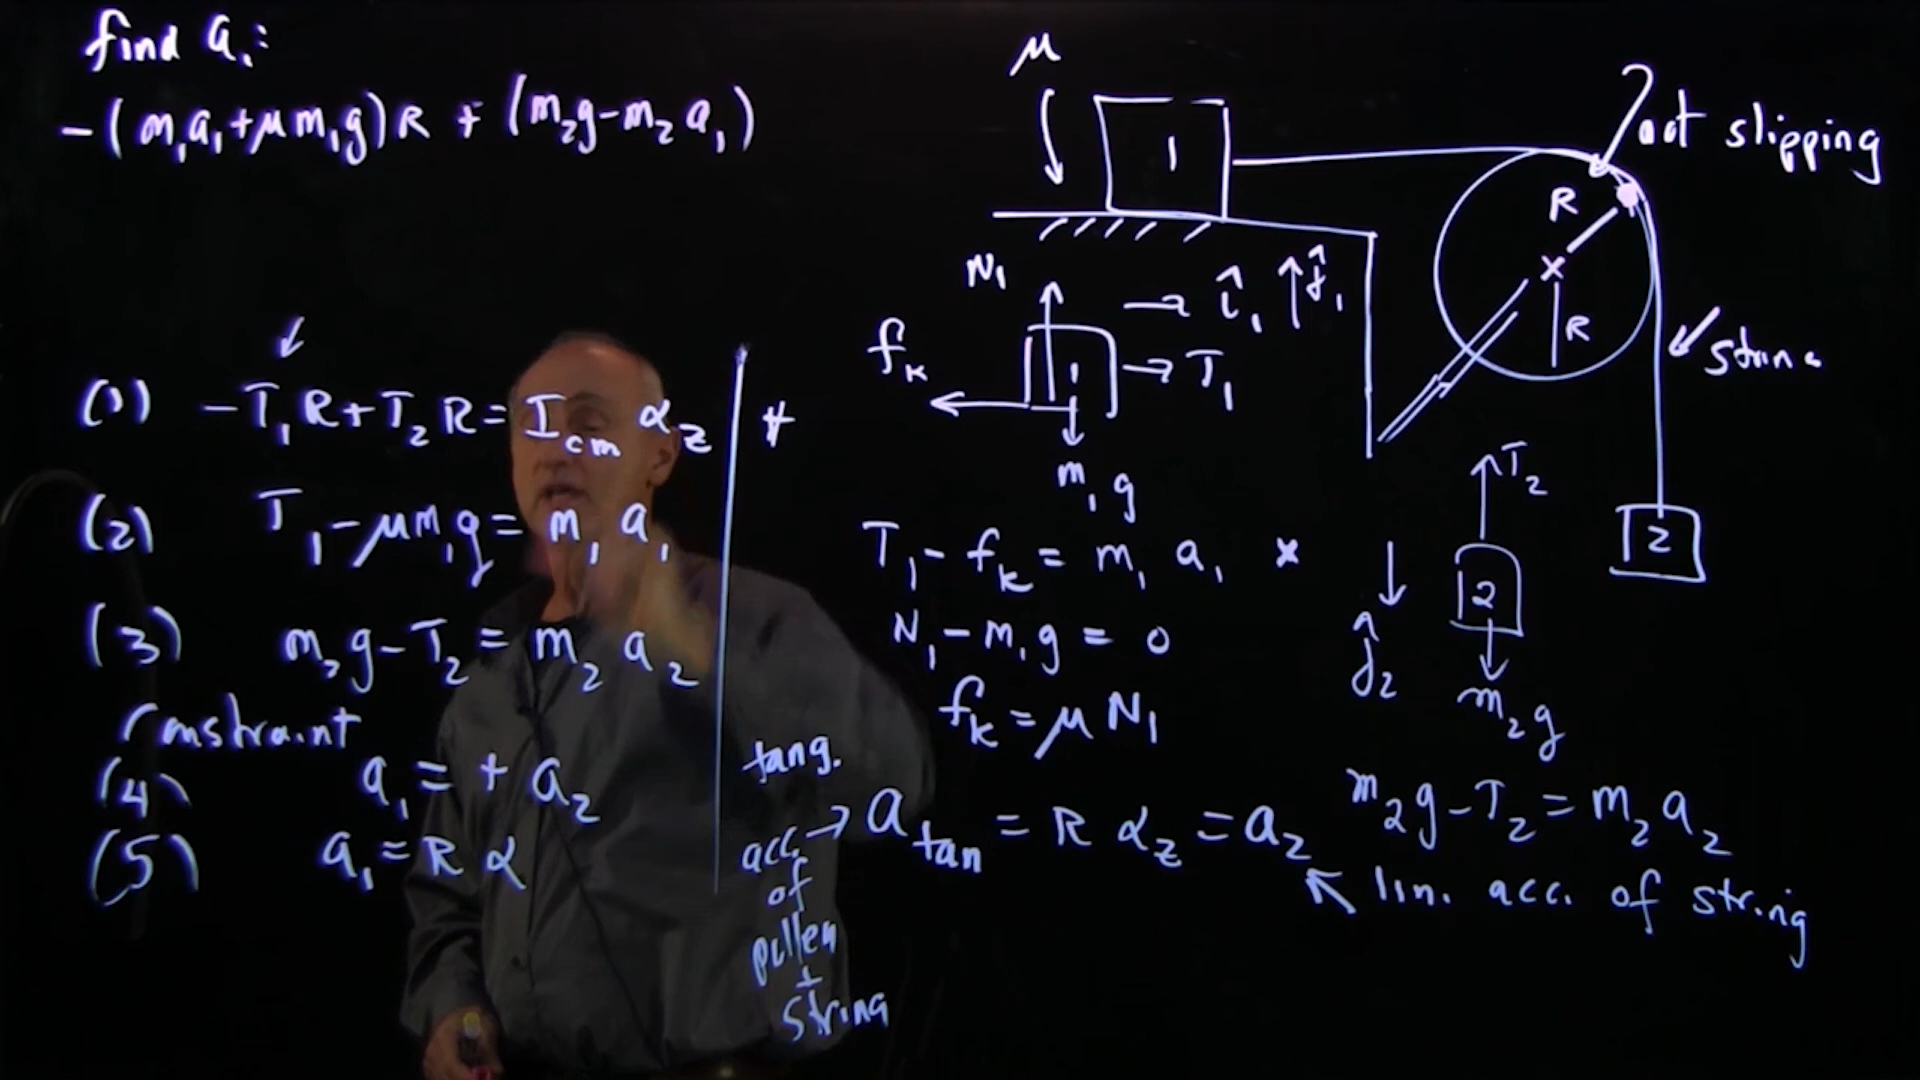 find a₁:
-(m₁a₁+μm₁g)R + (m₂g-m₂a₁)
(1) -T₁R+T₂R = I_cm α_z *
(2) T₁-μm₁g = m₁ a₁
(3) m₂g-T₂ = m₂ a₂
Constraint
(4) a₁ = + a₂
(5) a₁ = R α
μ
1
not slipping
R
R
string
2
N₁
î₁ ĵ₁
f_k
1
T₁
m₁g
T₁ - f_k = m₁ a₁ *
N₁ - m₁g = 0
f_k = μN₁
T₂
2
ĵ₂
m₂g
m₂g-T₂ = m₂a₂
tang.
acc. → a_tan = R α_z = a₂
of
pulley
+
string
↖ lin. acc. of string